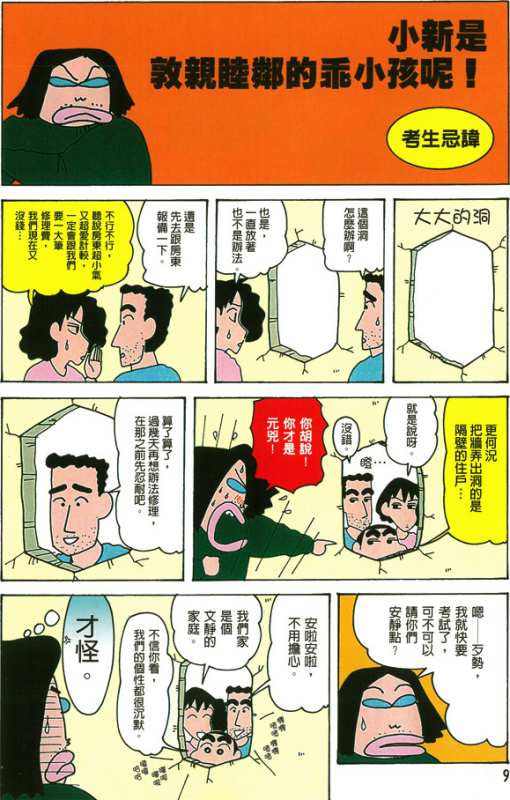 小新是
敦親睦鄰的乖小孩呢！
考生忌諱
大大的洞
這個洞
怎麼辦啊？
也是，
一直放著
也不是辦法。
還是
先去跟房東
報備一下。
不行不行，
聽說房東超小氣
又超愛計較，
一定會跟我們
要一大筆
修理費，
我們現在又
沒錢…
更何況
把牆弄出洞的是
隔壁的住戶…
就是說呀。
瞪…
沒錯。
你胡說！
你才是
元兇！
算了算了，
過幾天再想辦法修理，
在那之前先忍耐吧。
嗯──歹勢，
我就快要
考試了，
可不可以
請你們
安靜點？
安啦安啦，
不用擔心。
我們家
是個
文靜的
家庭。
不信你看，
我們的個性都很沉默。
才怪。
9